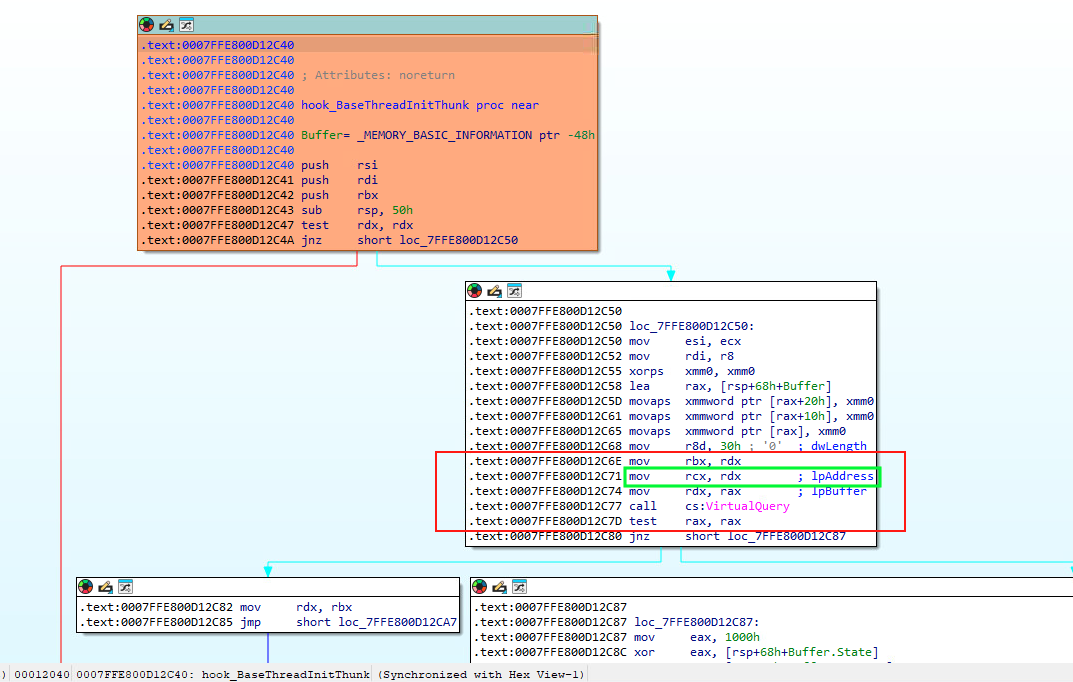 .text:0007FFE800D12C40
.text:0007FFE800D12C40
.text:0007FFE800D12C40 ; Attributes: noreturn
.text:0007FFE800D12C40
.text:0007FFE800D12C40 hook_BaseThreadInitThunk proc near
.text:0007FFE800D12C40
.text:0007FFE800D12C40 Buffer= _MEMORY_BASIC_INFORMATION ptr -48h
.text:0007FFE800D12C40
.text:0007FFE800D12C40 push    rsi
.text:0007FFE800D12C41 push    rdi
.text:0007FFE800D12C42 push    rbx
.text:0007FFE800D12C43 sub     rsp, 50h
.text:0007FFE800D12C47 test    rdx, rdx
.text:0007FFE800D12C4A jnz     short loc_7FFE800D12C50
.text:0007FFE800D12C50
.text:0007FFE800D12C50 loc_7FFE800D12C50:
.text:0007FFE800D12C50 mov     esi, ecx
.text:0007FFE800D12C52 mov     rdi, r8
.text:0007FFE800D12C55 xorps   xmm0, xmm0
.text:0007FFE800D12C58 lea     rax, [rsp+68h+Buffer]
.text:0007FFE800D12C5D movaps  xmmword ptr [rax+20h], xmm0
.text:0007FFE800D12C61 movaps  xmmword ptr [rax+10h], xmm0
.text:0007FFE800D12C65 movaps  xmmword ptr [rax], xmm0
.text:0007FFE800D12C68 mov     r8d, 30h ; '0'  ; dwLength
.text:0007FFE800D12C6E mov     rbx, rdx
.text:0007FFE800D12C71 mov     rcx, rdx        ; lpAddress
.text:0007FFE800D12C74 mov     rdx, rax        ; lpBuffer
.text:0007FFE800D12C77 call    cs:VirtualQuery
.text:0007FFE800D12C7D test    rax, rax
.text:0007FFE800D12C80 jnz     short loc_7FFE800D12C87
.text:0007FFE800D12C82 mov     rdx, rbx
.text:0007FFE800D12C85 jmp     short loc_7FFE800D12CA7
.text:0007FFE800D12C87
.text:0007FFE800D12C87 loc_7FFE800D12C87:
.text:0007FFE800D12C87 mov     eax, 1000h
.text:0007FFE800D12C8C xor     eax, [rsp+68h+Buffer.State]
) 00012040 0007FFE800D12C40: hook_BaseThreadInitThunk (Synchronized with Hex View-1)